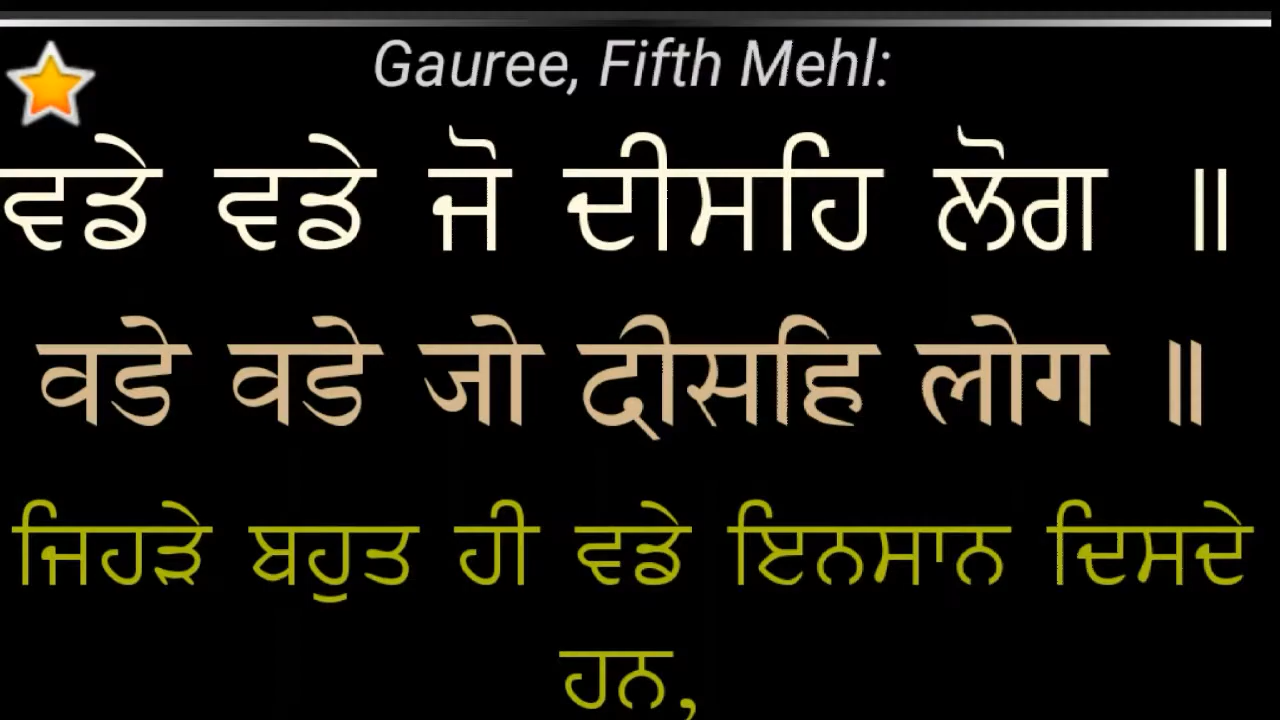 Gauree, Fifth Mehl:
ਵਡੇ ਵਡੇ ਜੋ ਦੀਸਹਿ ਲੋਗ ॥
वडे वडे जो दीसहि लोग ॥
ਜਿਹੜੇ ਬਹੁਤ ਹੀ ਵਡੇ ਇਨਸਾਨ ਦਿਸਦੇ
ਹਨ,